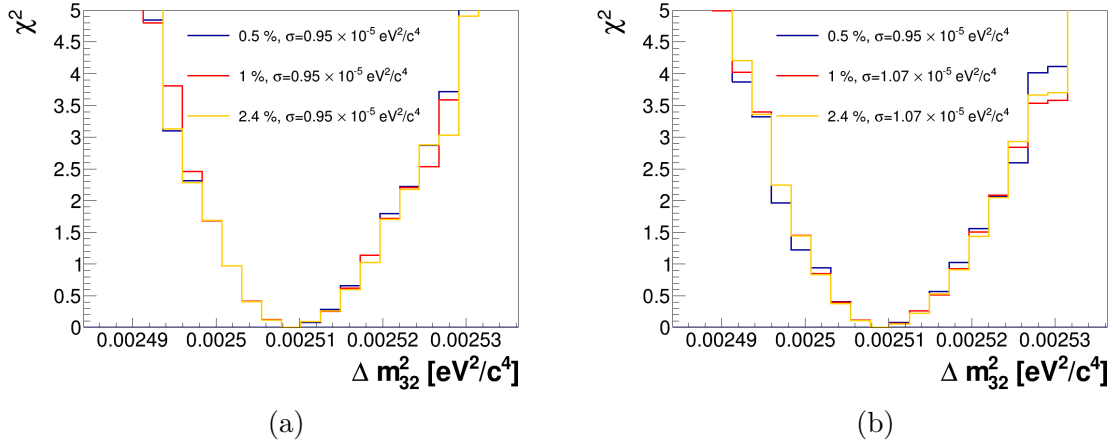 χ²
5
4.5
4
3.5
3
2.5
2
1.5
1
0.5
0
0.5 %, σ=0.95 × 10⁻⁵ eV²/c⁴
1 %, σ=0.95 × 10⁻⁵ eV²/c⁴
2.4 %, σ=0.95 × 10⁻⁵ eV²/c⁴
0.00249 0.0025 0.00251 0.00252 0.00253
Δ m²₃₂ [eV²/c⁴]
(a)
χ²
5
4.5
4
3.5
3
2.5
2
1.5
1
0.5
0
0.5 %, σ=0.95 × 10⁻⁵ eV²/c⁴
1 %, σ=1.07 × 10⁻⁵ eV²/c⁴
2.4 %, σ=1.07 × 10⁻⁵ eV²/c⁴
0.00249 0.0025 0.00251 0.00252 0.00253
Δ m²₃₂ [eV²/c⁴]
(b)